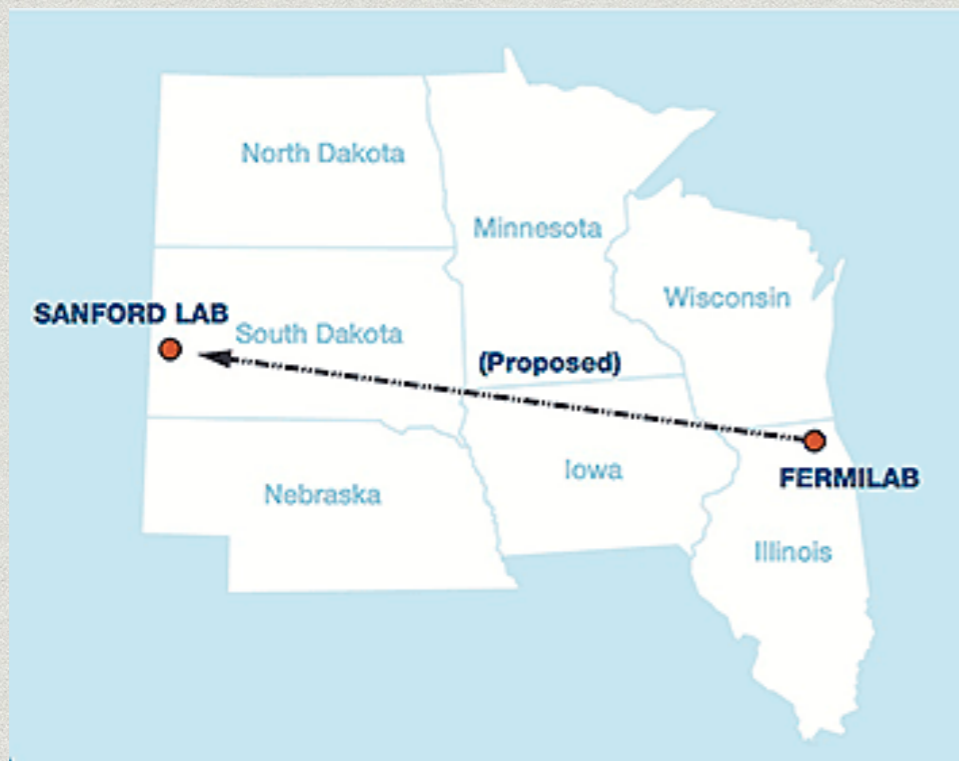 North Dakota
Minnesota
Wisconsin
SANFORD LAB
South Dakota
(Proposed)
Iowa
FERMILAB
Nebraska
Illinois